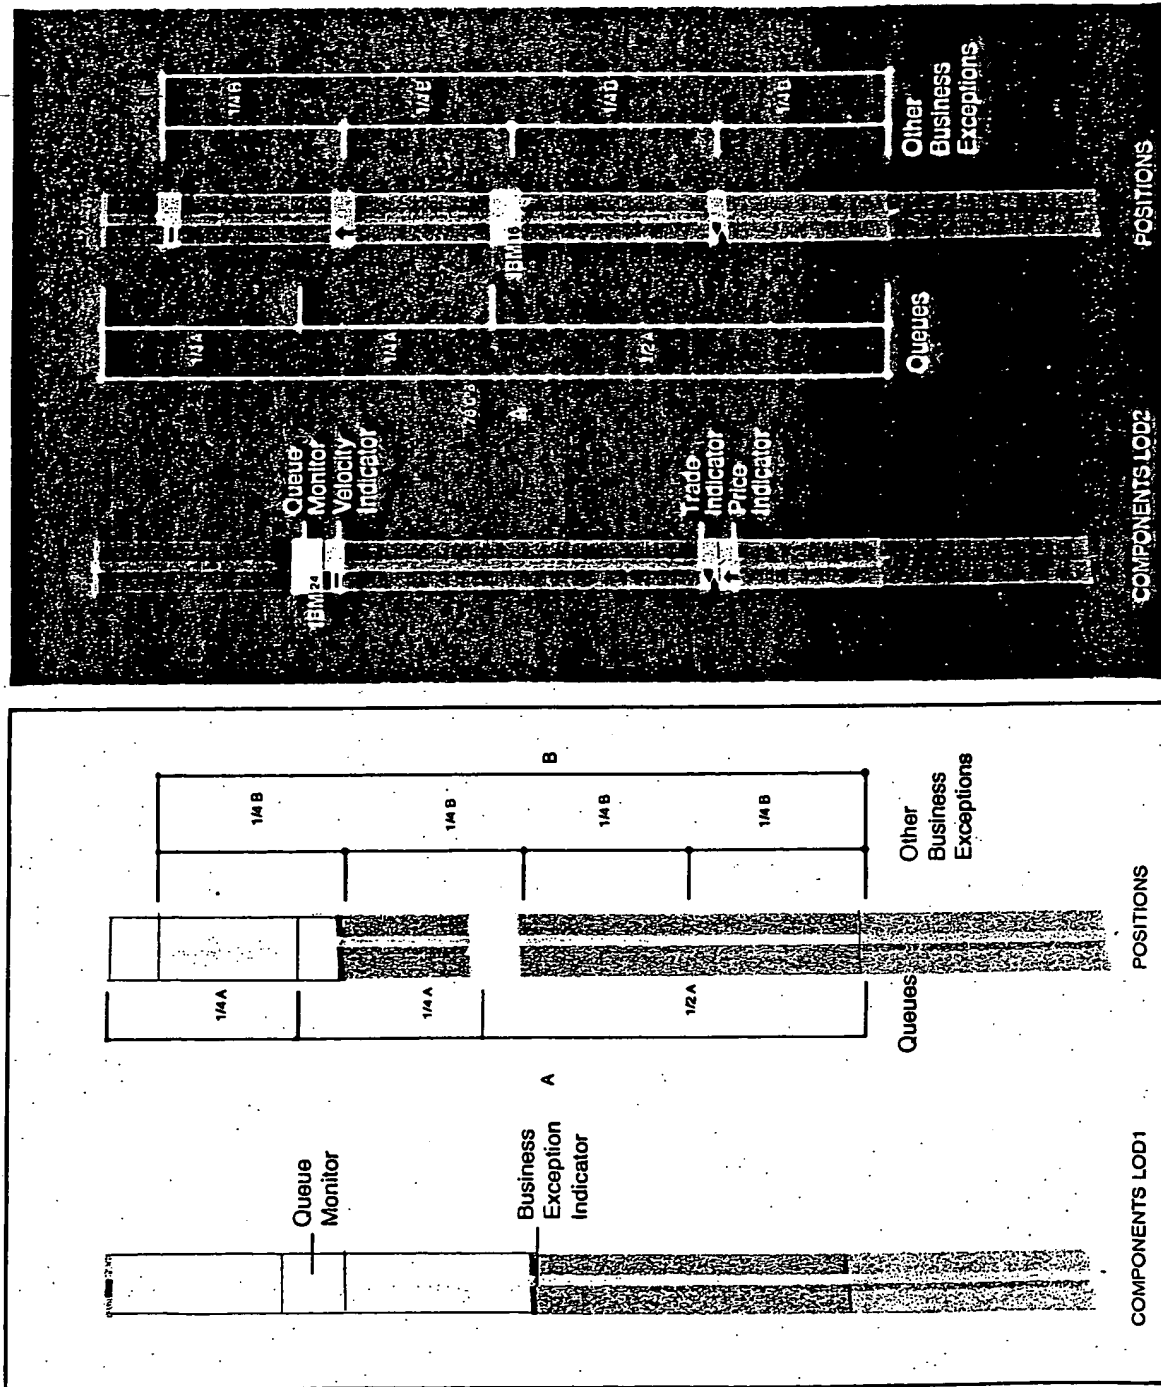 Queue
Monitor
Business
Exception
Indicator
COMPONENTS LOD1
A
1/4 A
1/4 A
1/2 A
Queues
POSITIONS
1/4 B
1/4 B
1/4 B
1/4 B
B
Other
Business
Exceptions
IBM 24
Queue
Monitor
Velocity
Indicator
Trade
Indicator
Price
Indicator
COMPONENTS LOD2
A
1/4 A
1/4 A
1/2 A
Queues
IBM 16
POSITIONS
1/4 B
1/4 B
1/4 B
Other
Business
Exceptions